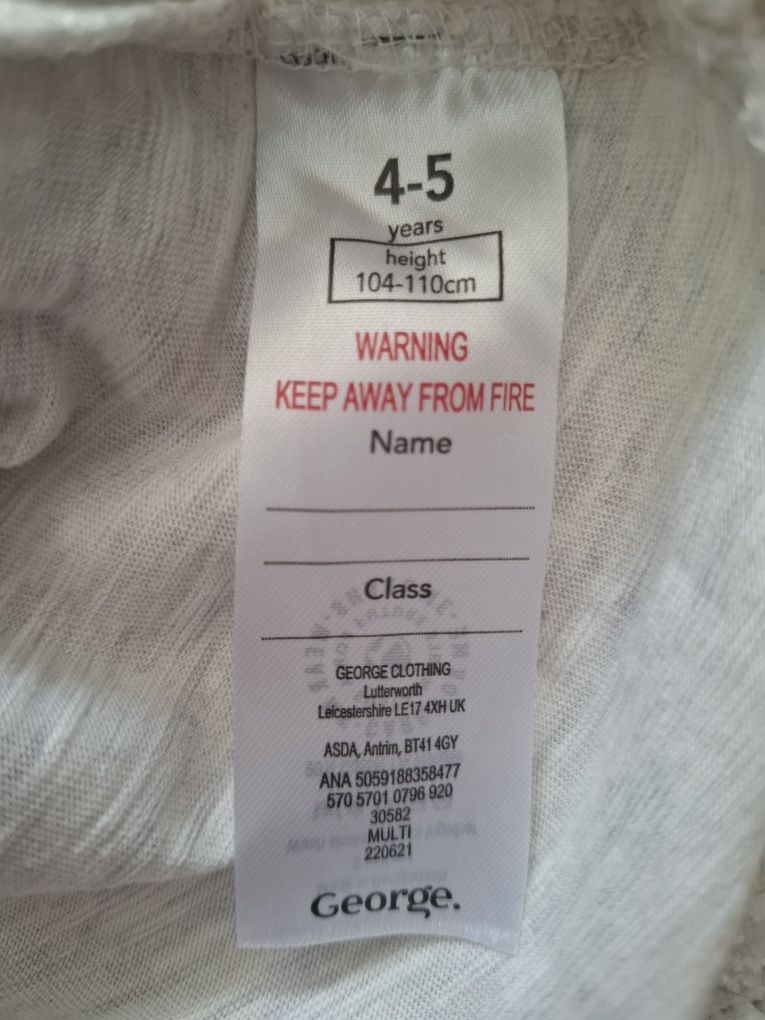 4-5
years
height
104-110cm
WARNING
KEEP AWAY FROM FIRE
Name
Class
GEORGE CLOTHING
Lutterworth
Leicestershire LE17 4XH UK
ASDA, Antrim, BT41 4GY
ANA 5059188358477
570 5701 0796 920
30582
MULTI
220621
George.